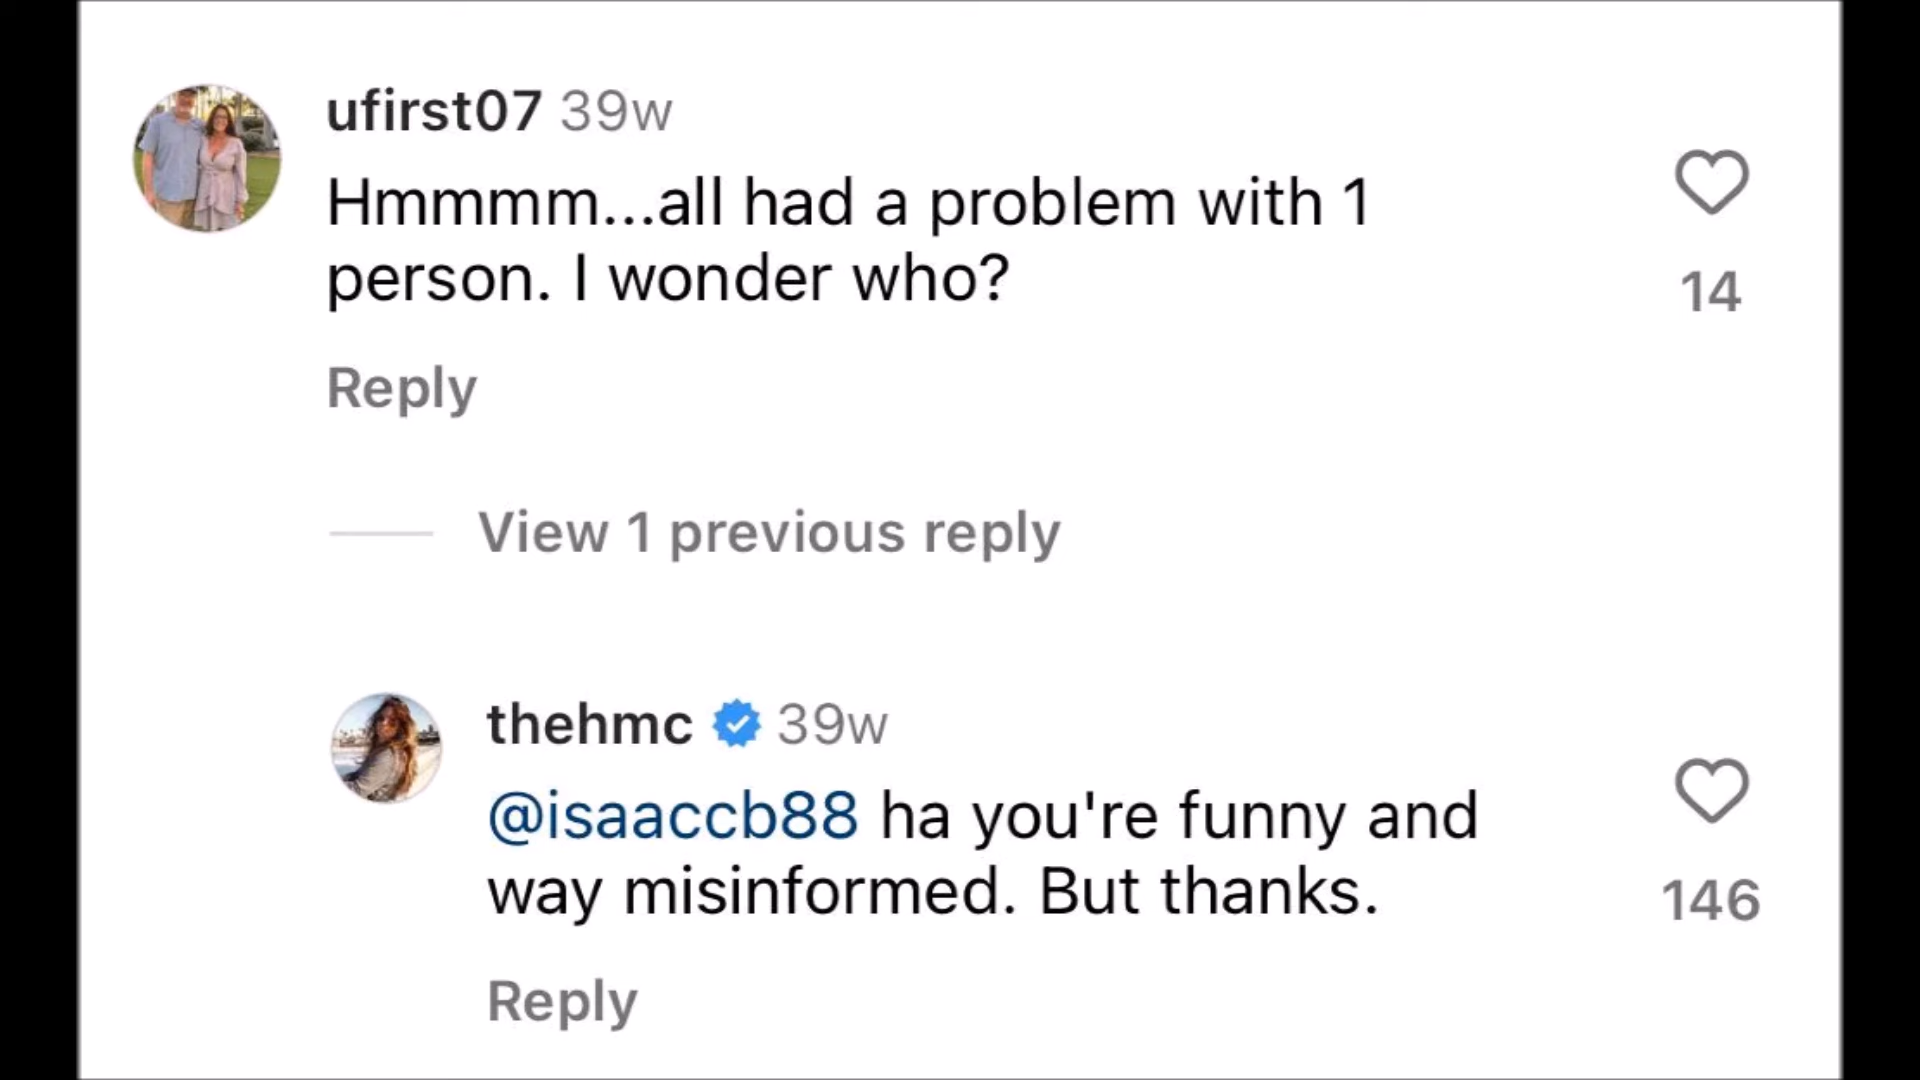 ufirst07 39w
Hmmmm...all had a problem with 1
person. I wonder who?
14
Reply
View 1 previous reply
thehmc 39w
@isaaccb88 ha you're funny and
way misinformed. But thanks.
146
Reply